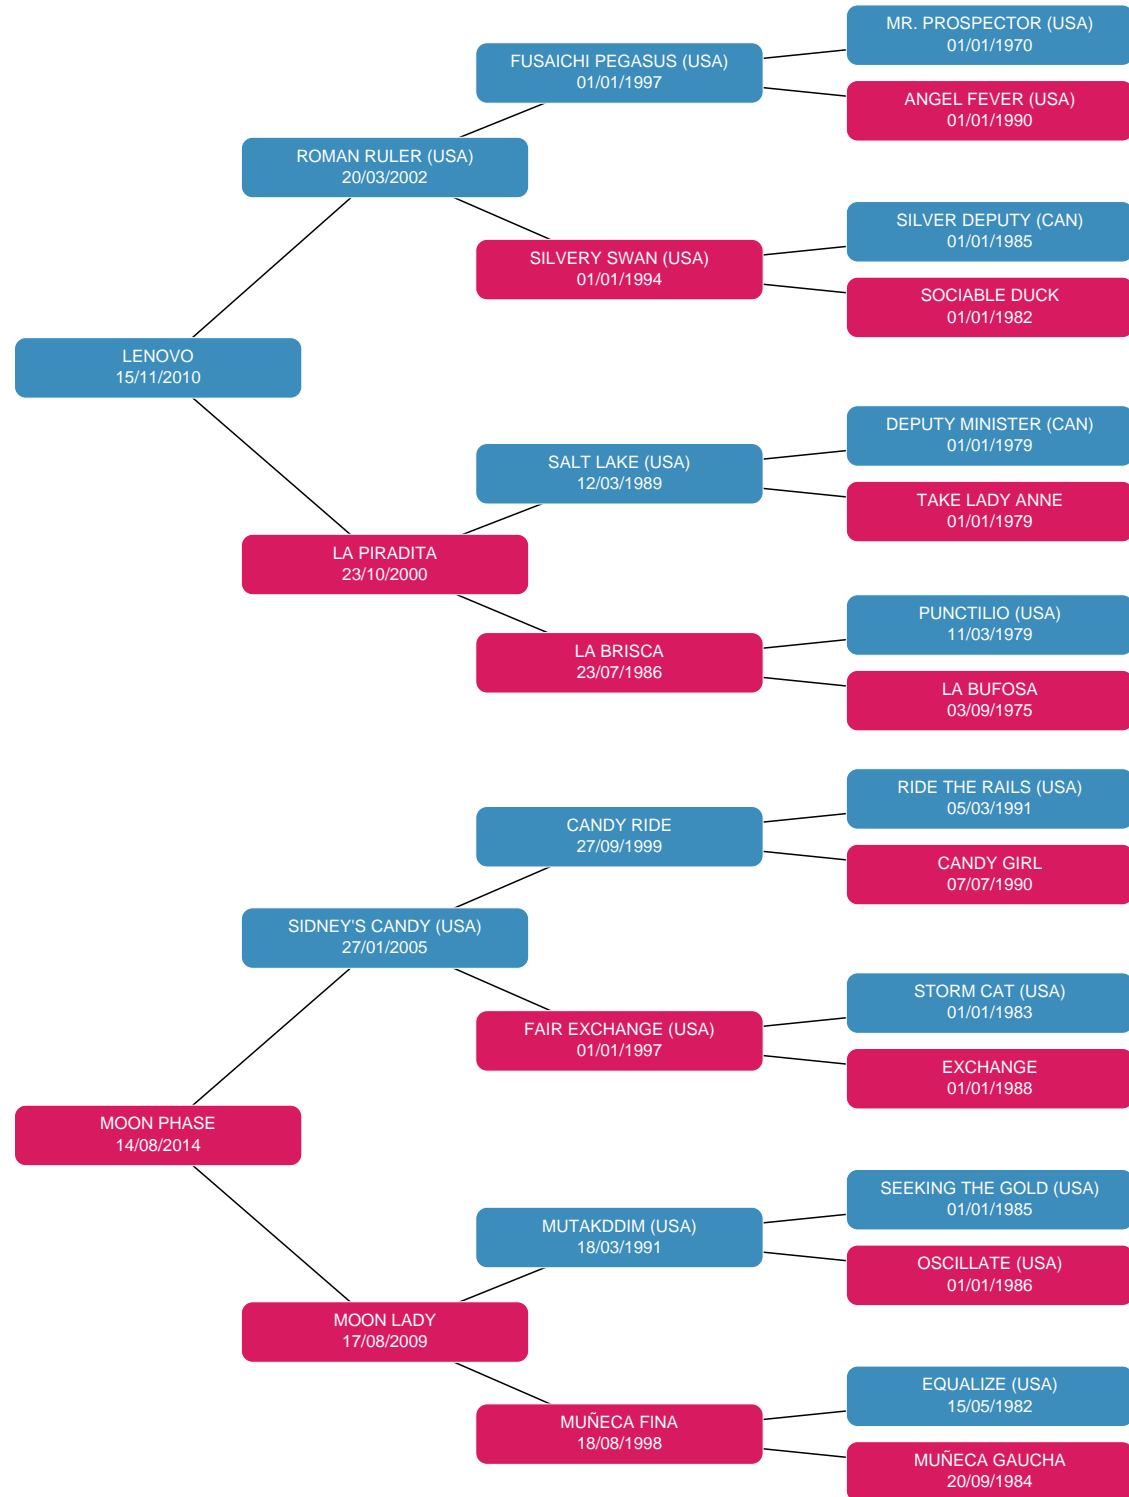 MR. PROSPECTOR (USA)
01/01/1970
FUSAICHI PEGASUS (USA)
01/01/1997
ANGEL FEVER (USA)
01/01/1990
ROMAN RULER (USA)
20/03/2002
SILVER DEPUTY (CAN)
01/01/1985
SILVERY SWAN (USA)
01/01/1994
SOCIABLE DUCK
01/01/1982
LENOVO
15/11/2010
DEPUTY MINISTER (CAN)
01/01/1979
SALT LAKE (USA)
12/03/1989
TAKE LADY ANNE
01/01/1979
LA PIRADITA
23/10/2000
PUNCTILIO (USA)
11/03/1979
LA BRISCA
23/07/1986
LA BUFOSA
03/09/1975
RIDE THE RAILS (USA)
05/03/1991
CANDY RIDE
27/09/1999
CANDY GIRL
07/07/1990
SIDNEY'S CANDY (USA)
27/01/2005
STORM CAT (USA)
01/01/1983
FAIR EXCHANGE (USA)
01/01/1997
EXCHANGE
01/01/1988
MOON PHASE
14/08/2014
SEEKING THE GOLD (USA)
01/01/1985
MUTAKDDIM (USA)
18/03/1991
OSCILLATE (USA)
01/01/1986
MOON LADY
17/08/2009
EQUALIZE (USA)
15/05/1982
MUÑECA FINA
18/08/1998
MUÑECA GAUCHA
20/09/1984